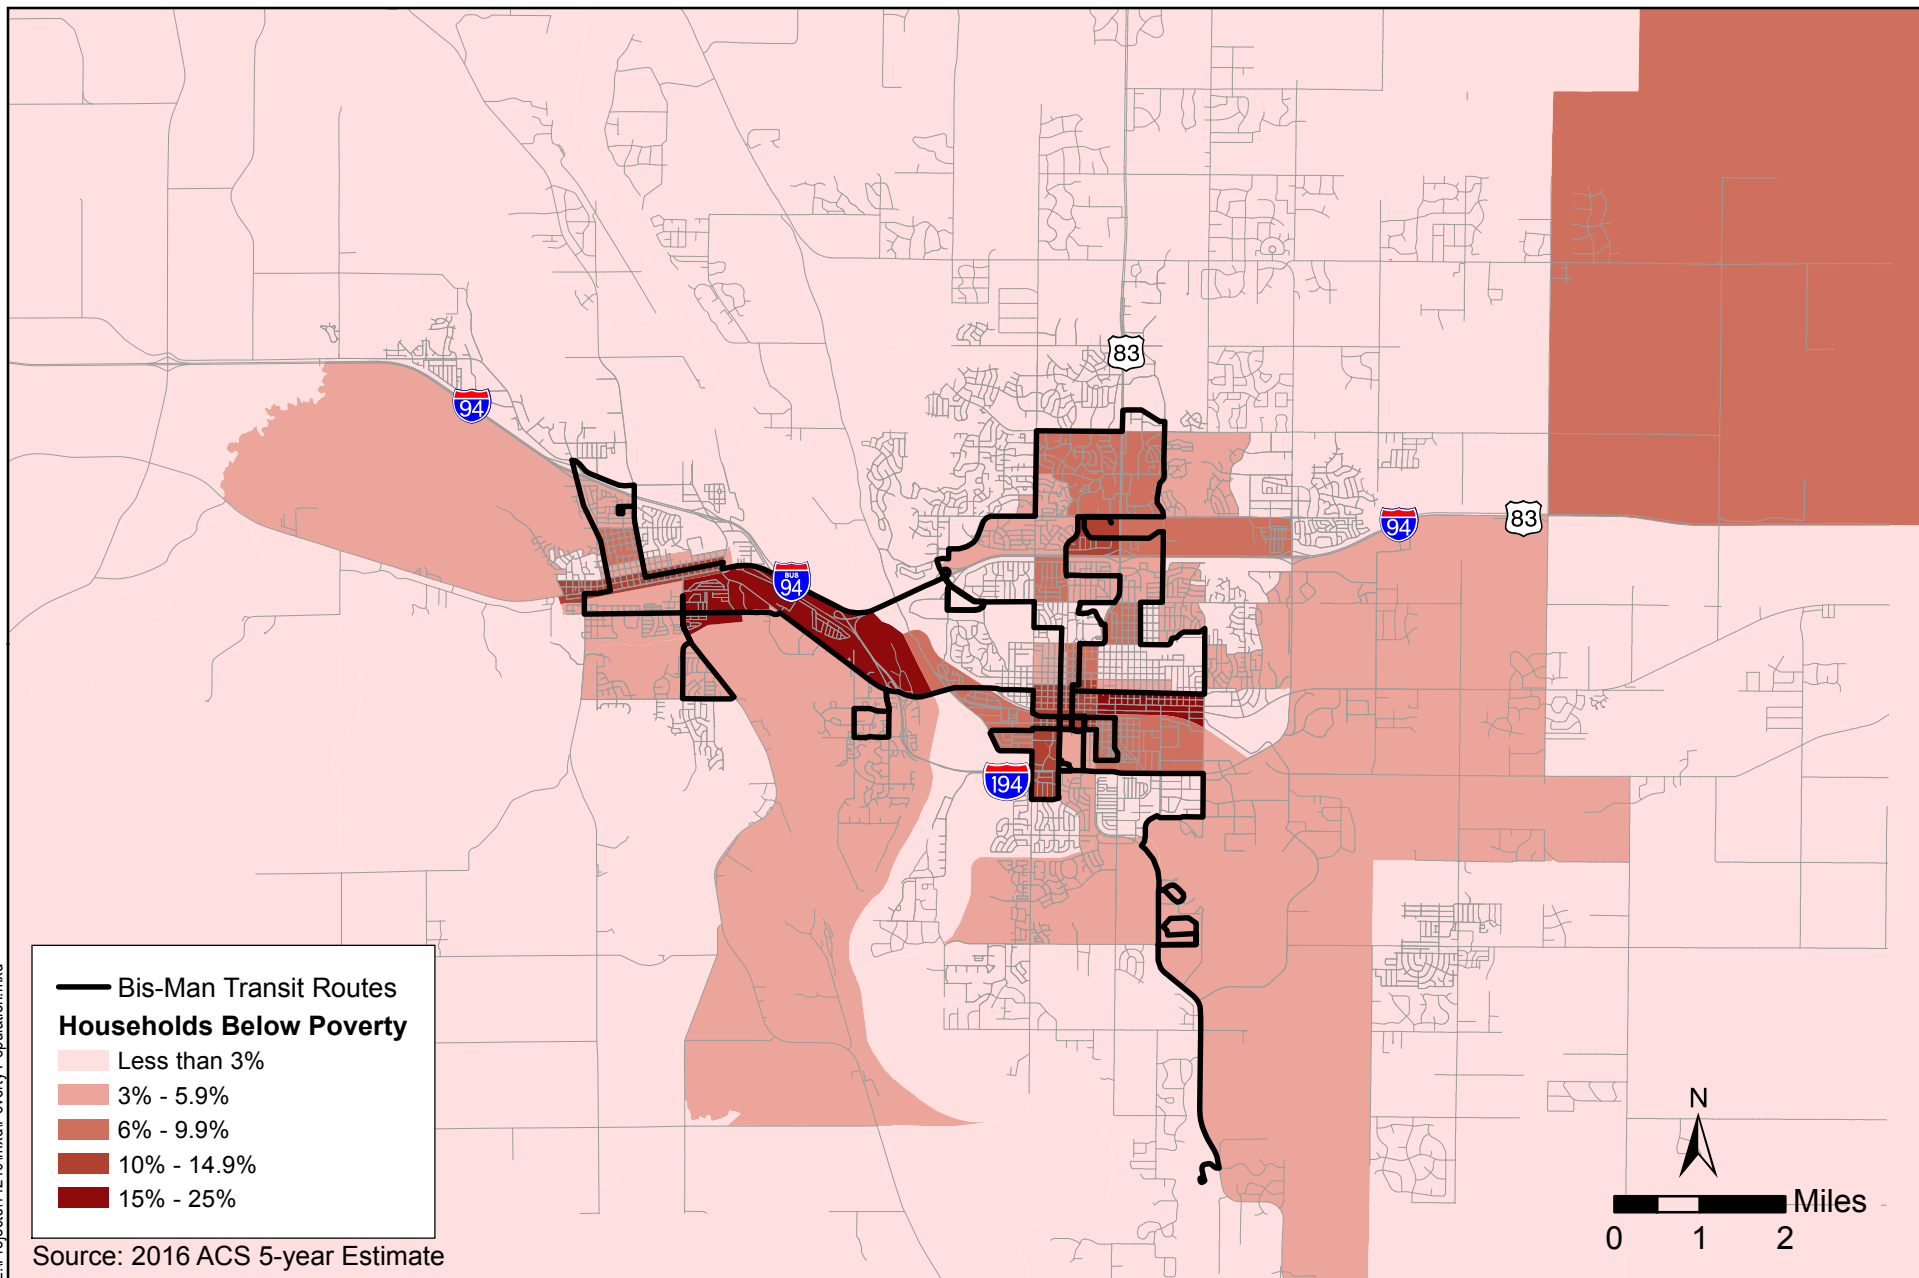 83
94
83
94
BUS
94
194
Bis-Man Transit Routes
Households Below Poverty
Less than 3%
3% - 5.9%
6% - 9.9%
10% - 14.9%
15% - 25%
Source: 2016 ACS 5-year Estimate
N
Miles
0 1 2